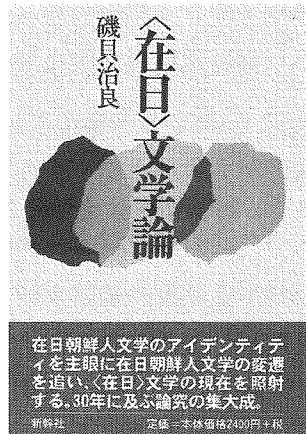 〈在日〉文学論
磯貝治良
在日朝鮮人文学のアイデンティテ
ィを主眼に在日朝鮮人文学の変遷
を追い、〈在日〉文学の現在を照射
する。30年に及ぶ論究の集大成。
新幹社
定価=本体価格2400円+税